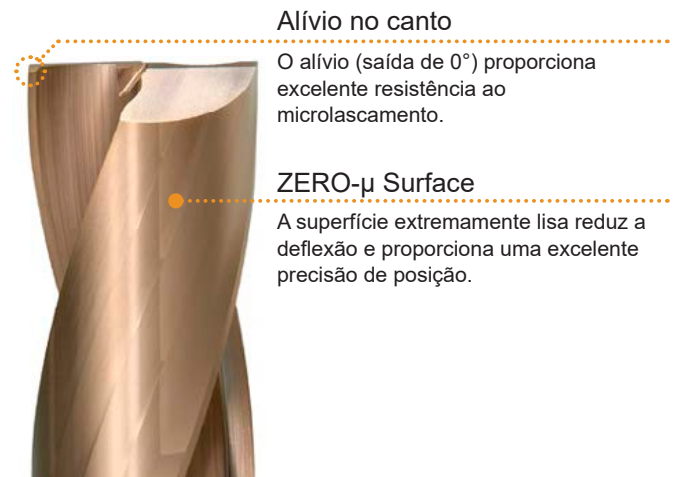 Alívio no canto
O alívio (saída de 0°) proporciona
excelente resistência ao
microlascamento.
ZERO-μ Surface
A superfície extremamente lisa reduz a
deflexão e proporciona uma excelente
precisão de posição.